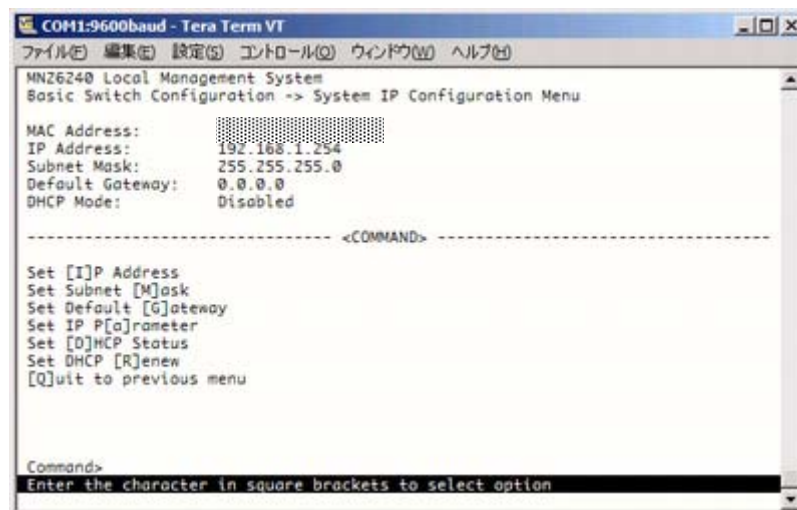 COM1:9600baud - Tera Term VT
ファイル(F) 編集(E) 設定(S) コントロール(O) ウィンドウ(W) ヘルプ(H)
MN26240 Local Management System
Basic Switch Configuration -> System IP Configuration Menu
MAC Address:
IP Address: 192.168.1.254
Subnet Mask: 255.255.255.0
Default Gateway: 0.0.0.0
DHCP Mode: Disabled
-------------------------------- <COMMAND> -----------------------------------
Set [I]P Address
Set Subnet [M]ask
Set Default [G]ateway
Set IP P[a]rameter
Set [D]HCP Status
Set DHCP [R]enew
[Q]uit to previous menu
Command>
Enter the character in square brackets to select option